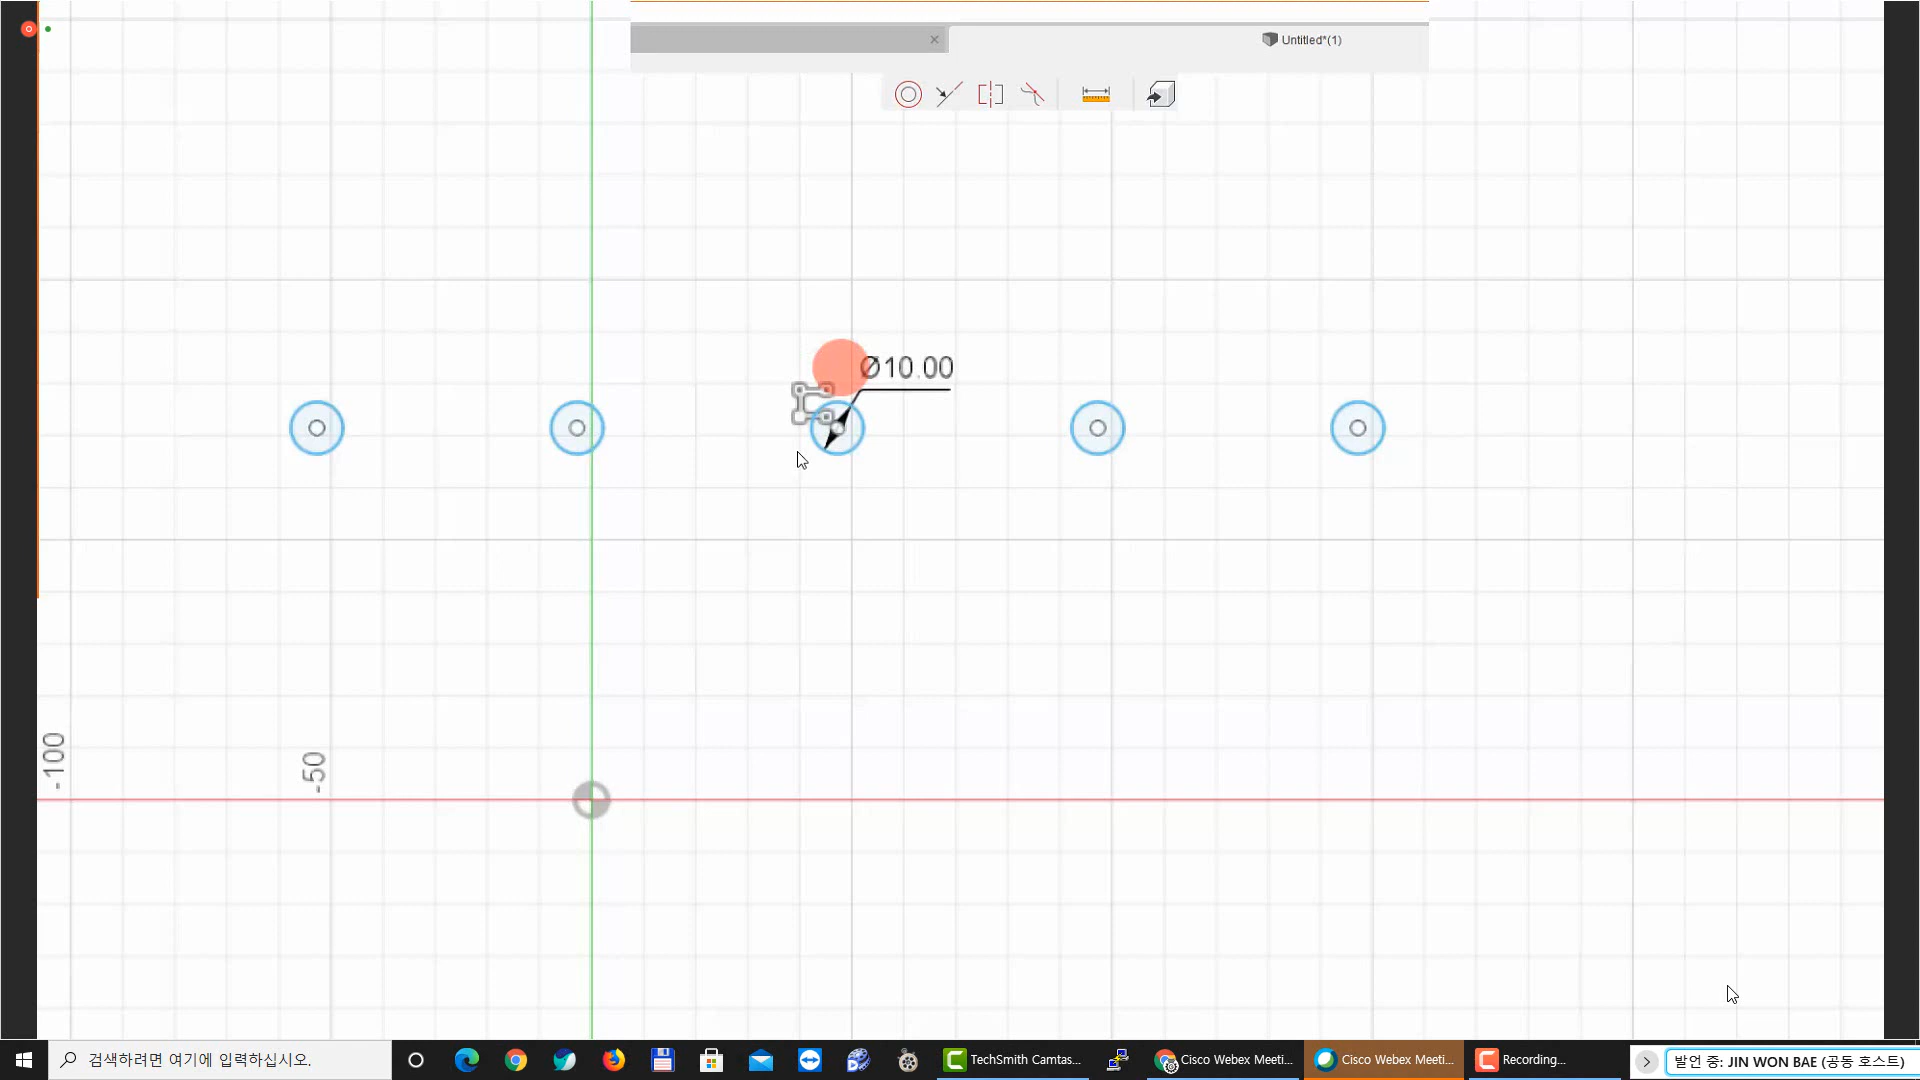 Untitled*(1)
Ø10.00
-100
-50
검색하려면 여기에 입력하십시오.
TechSmith Camtas...
Cisco Webex Meeti...
Cisco Webex Meeti...
Recording...
발언 중: JIN WON BAE (공동 호스트)